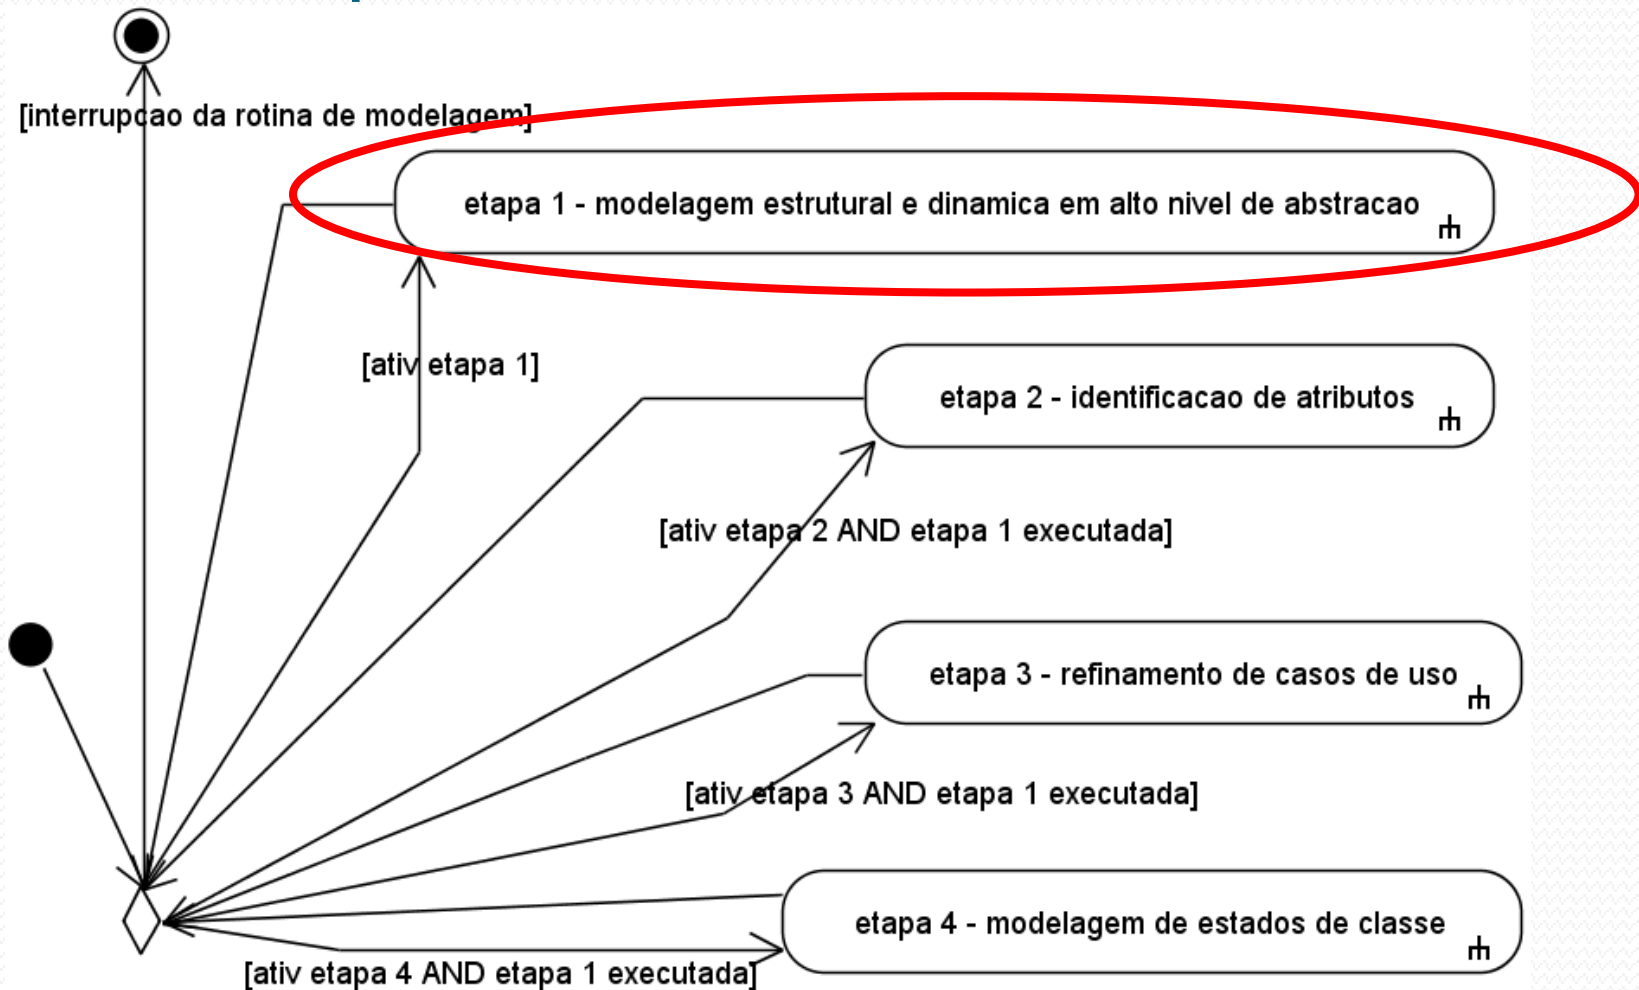 [interrupcao da rotina de modelagem]
etapa 1 - modelagem estrutural e dinamica em alto nivel de abstracao
[ativ etapa 1]
etapa 2 - identificacao de atributos
[ativ etapa 2 AND etapa 1 executada]
etapa 3 - refinamento de casos de uso
[ativ etapa 3 AND etapa 1 executada]
etapa 4 - modelagem de estados de classe
[ativ etapa 4 AND etapa 1 executada]